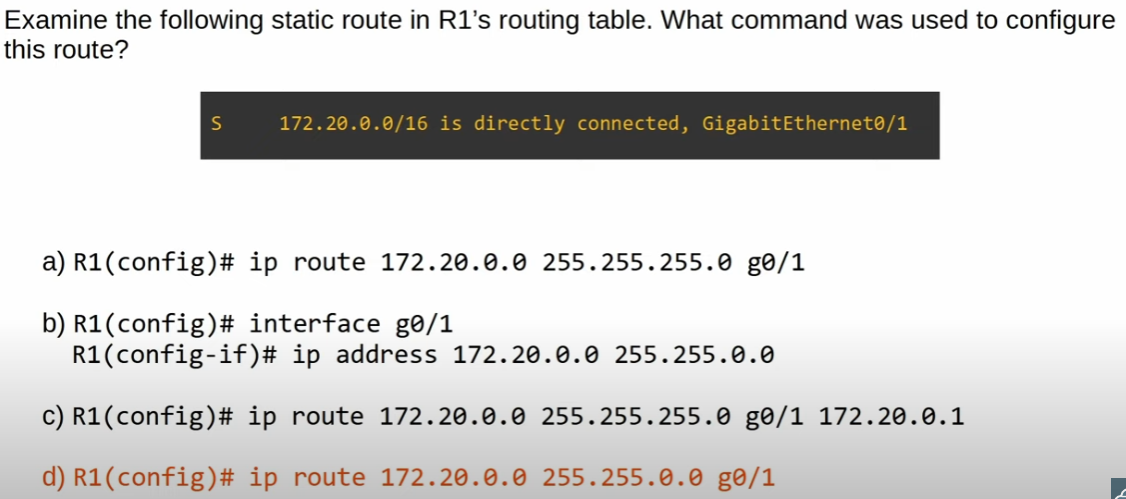 Examine the following static route in R1’s routing table. What command was used to configure
this route?
S 172.20.0.0/16 is directly connected, GigabitEthernet0/1
a) R1(config)# ip route 172.20.0.0 255.255.255.0 g0/1
b) R1(config)# interface g0/1
R1(config-if)# ip address 172.20.0.0 255.255.0.0
c) R1(config)# ip route 172.20.0.0 255.255.255.0 g0/1 172.20.0.1
d) R1(config)# ip route 172.20.0.0 255.255.0.0 g0/1